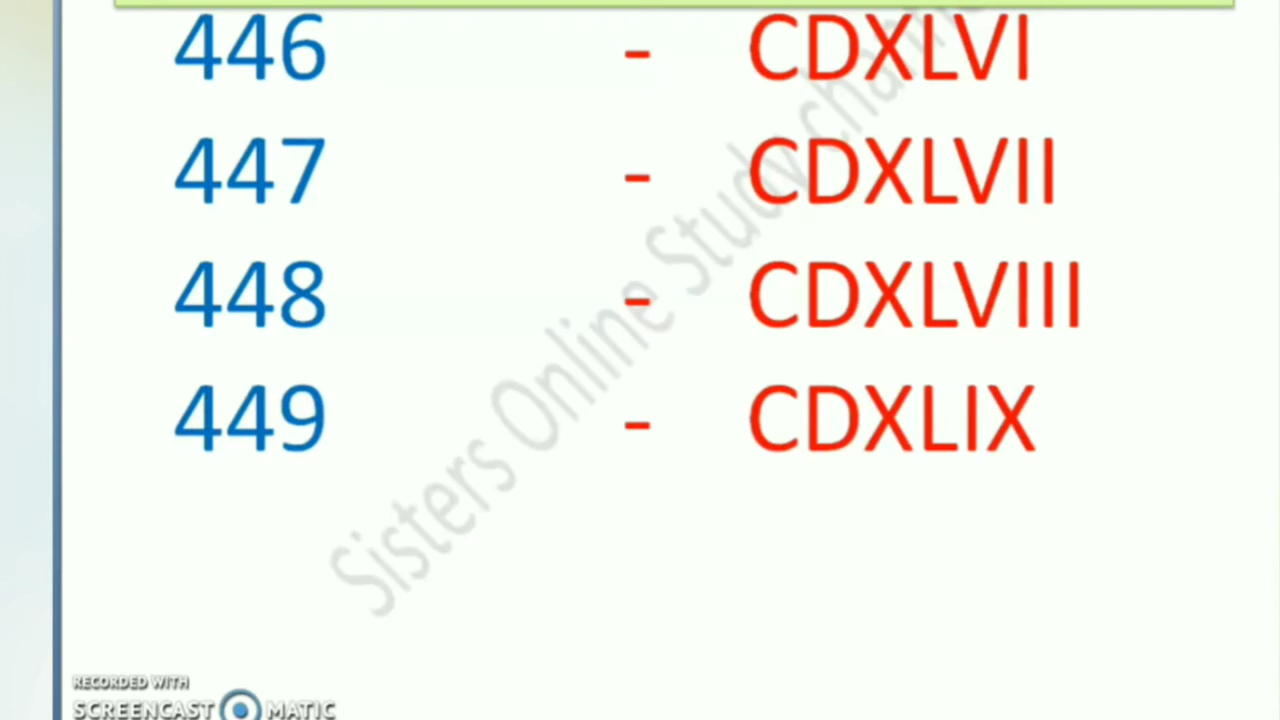 446 - CDXLVI
447 - CDXLVII
448 - CDXLVIII
449 - CDXLIX
Sisters Online Study
RECORDED WITH
SCREENCAST MATIC